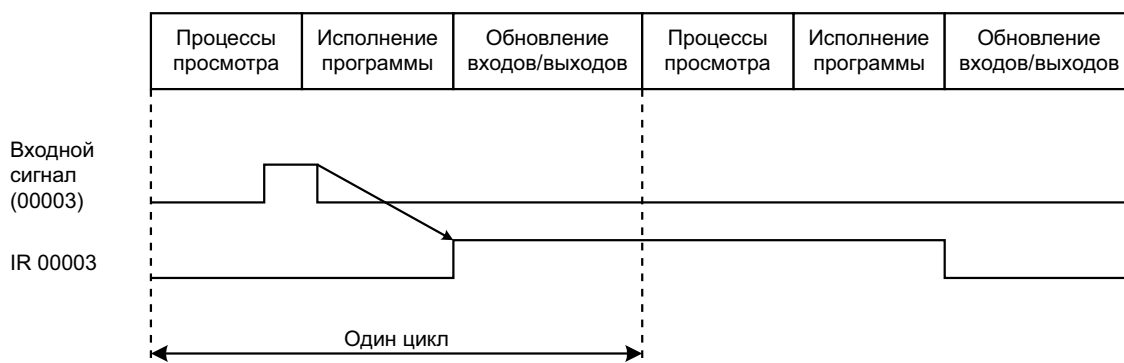 Процессы
просмотра
Исполнение
программы
Обновление
входов/выходов
Процессы
просмотра
Исполнение
программы
Обновление
входов/выходов
Входной
сигнал
(00003)
IR 00003
Один цикл